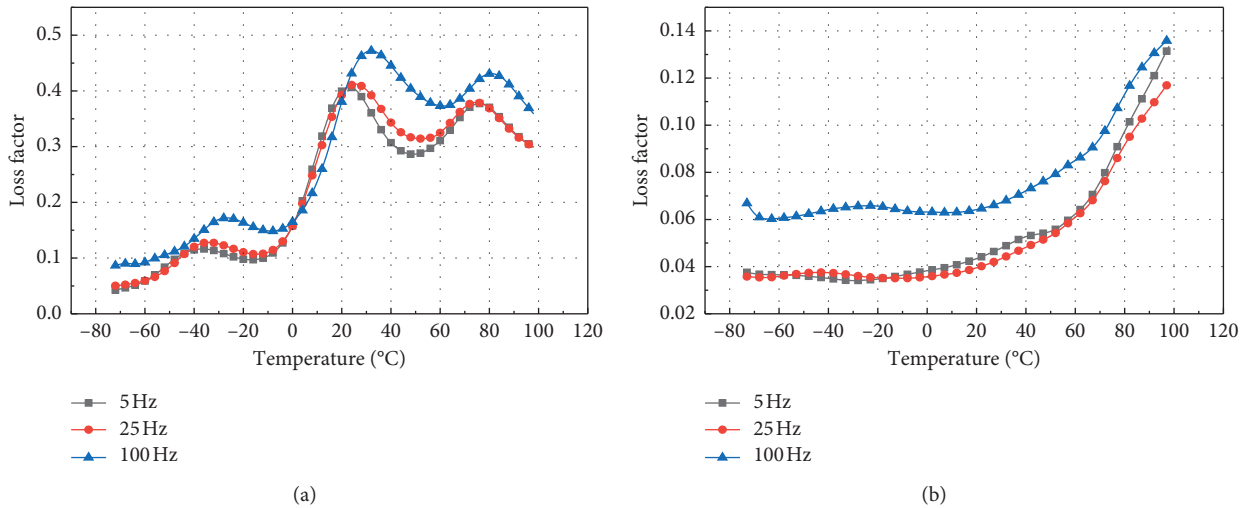 0.5
0.4
0.3
0.2
0.1
0.0
Loss factor
–80 –60 –40 –20 0 20 40 60 80 100 120
Temperature (°C)
5 Hz
25 Hz
100 Hz
(a)
0.14
0.12
0.10
0.08
0.06
0.04
0.02
Loss factor
–80 –60 –40 –20 0 20 40 60 80 100 120
Temperature (°C)
5 Hz
25 Hz
100 Hz
(b)